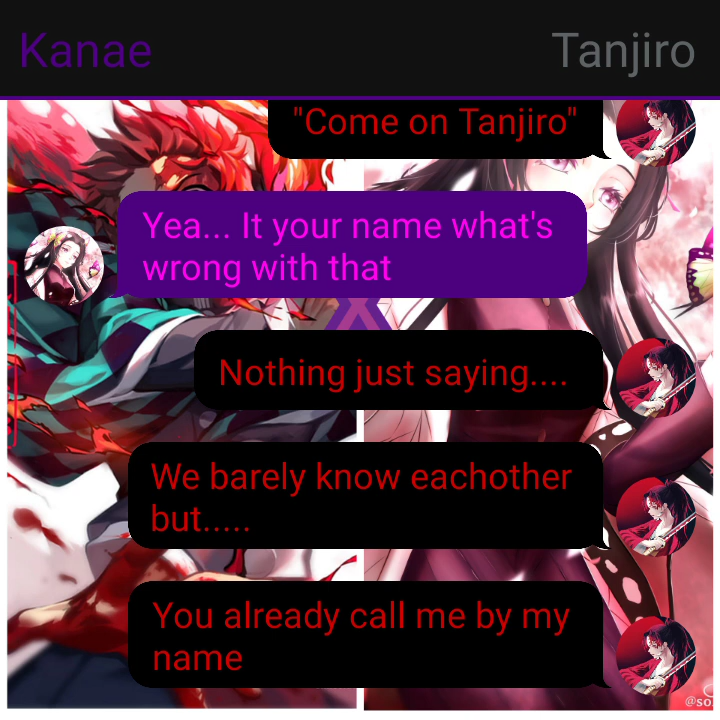 Kanae
Tanjiro
"Come on Tanjiro"
Yea... It your name what's
wrong with that
Nothing just saying....
We barely know eachother
but.....
You already call me by my
name